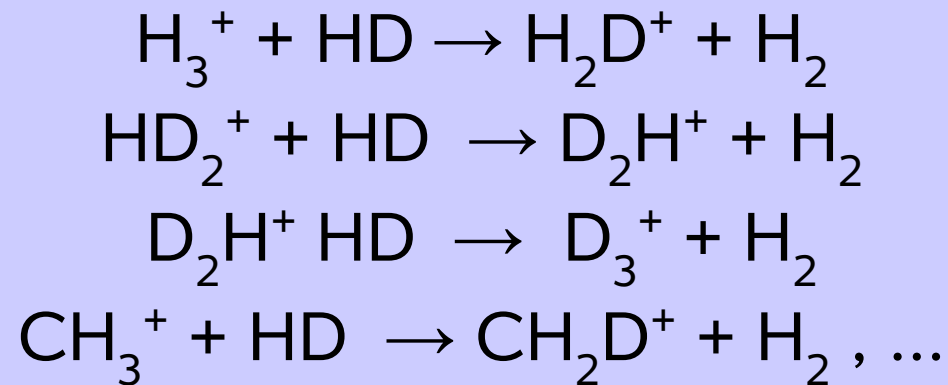 H₃⁺ + HD → H₂D⁺ + H₂
HD₂⁺ + HD → D₂H⁺ + H₂
D₂H⁺ HD → D₃⁺ + H₂
CH₃⁺ + HD → CH₂D⁺ + H₂ , ...